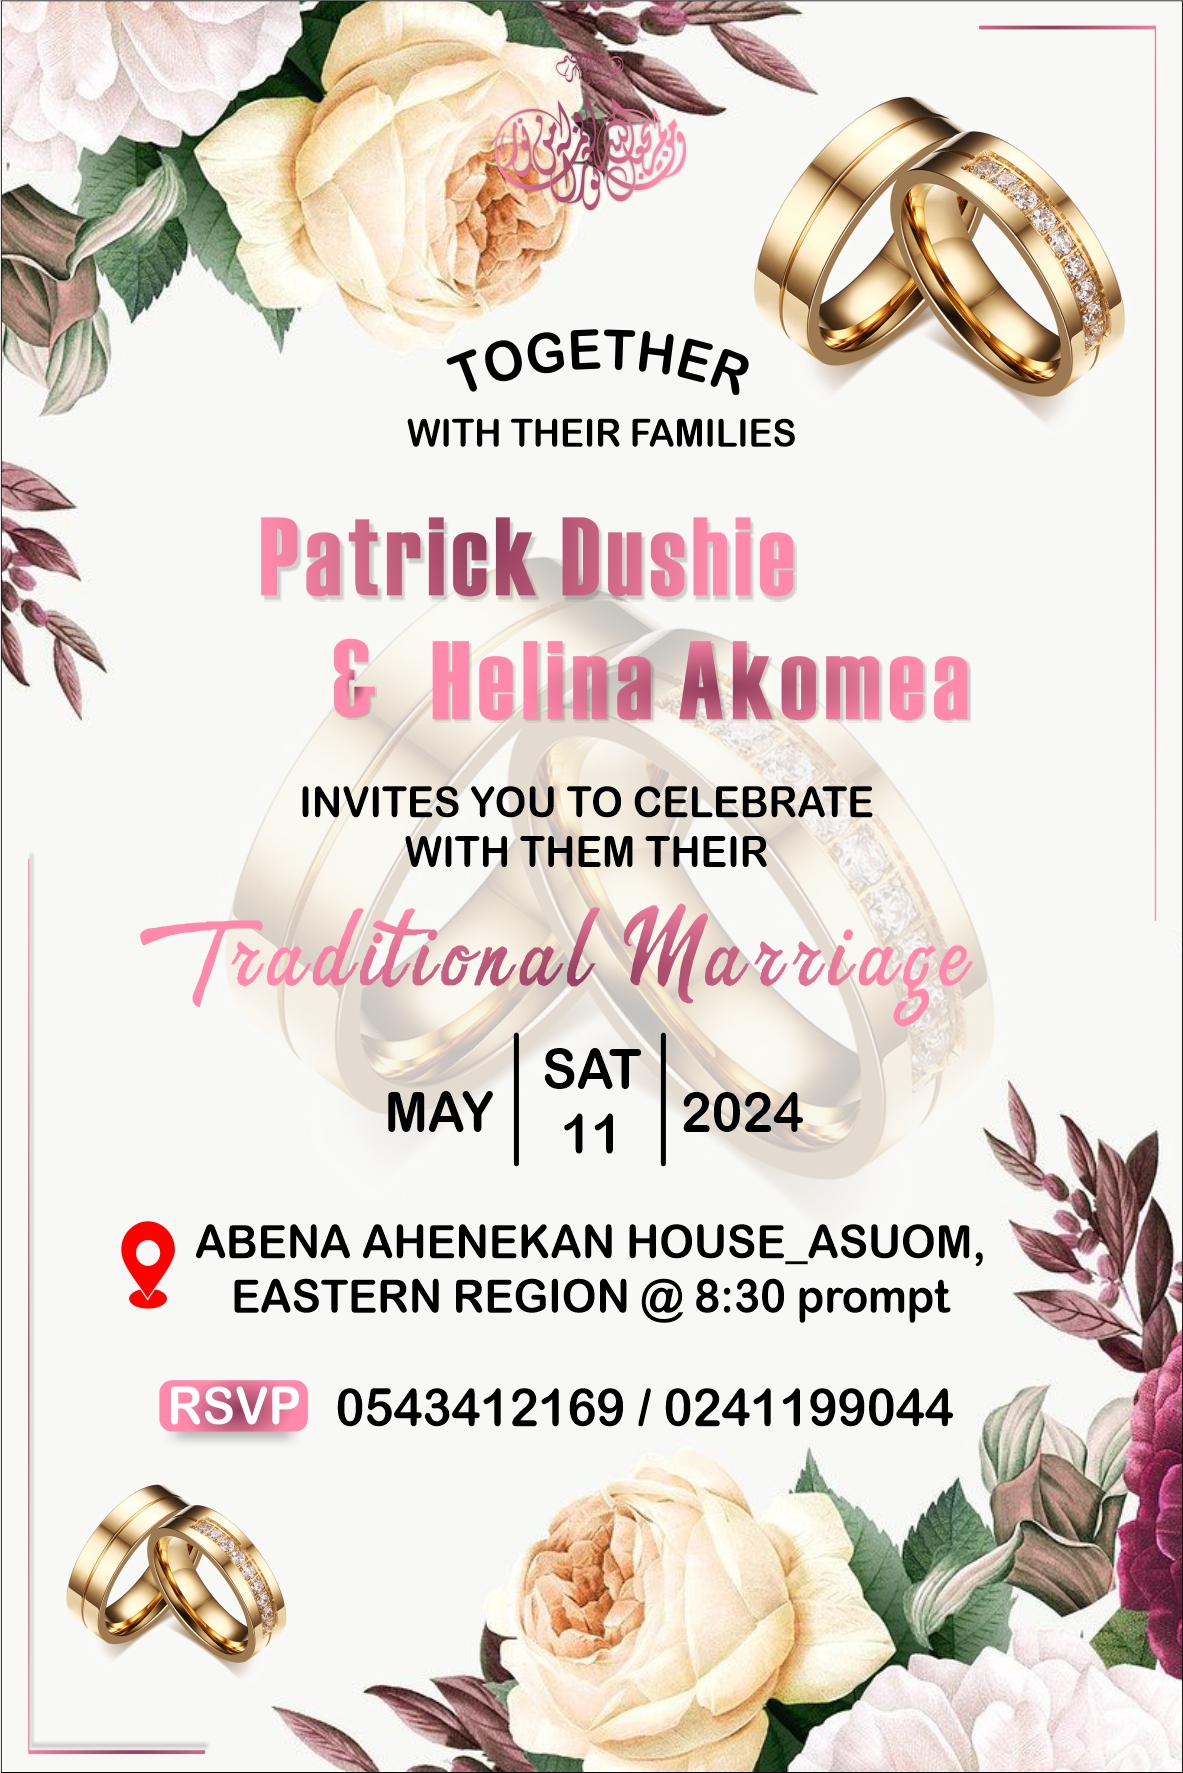 TOGETHER
WITH THEIR FAMILIES
Patrick Dushie
& Helina Akomea
INVITES YOU TO CELEBRATE
WITH THEM THEIR
Traditional Marriage
MAY | SAT 11 | 2024
ABENA AHENEKAN HOUSE_ASUOM,
EASTERN REGION @ 8:30 prompt
RSVP 0543412169 / 0241199044